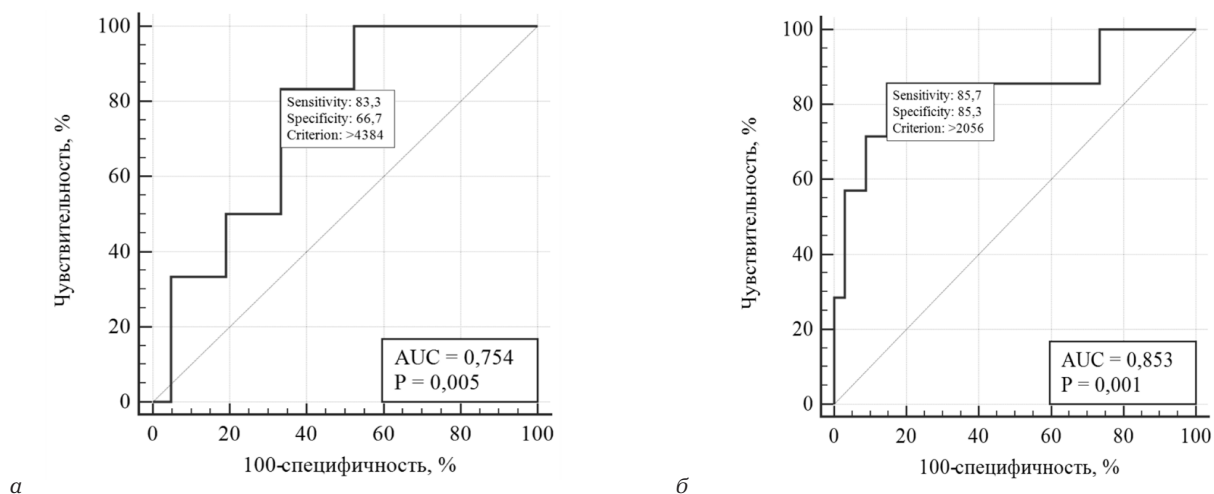 Чувствительность, %
100
80
60
40
20
0
Sensitivity: 83,3
Specificity: 66,7
Criterion: >4384
AUC = 0,754
P = 0,005
0 20 40 60 80 100
100-специфичность, %
а
Чувствительность, %
100
80
60
40
20
0
Sensitivity: 85,7
Specificity: 85,3
Criterion: >2056
AUC = 0,853
P = 0,001
0 20 40 60 80 100
100-специфичность, %
б